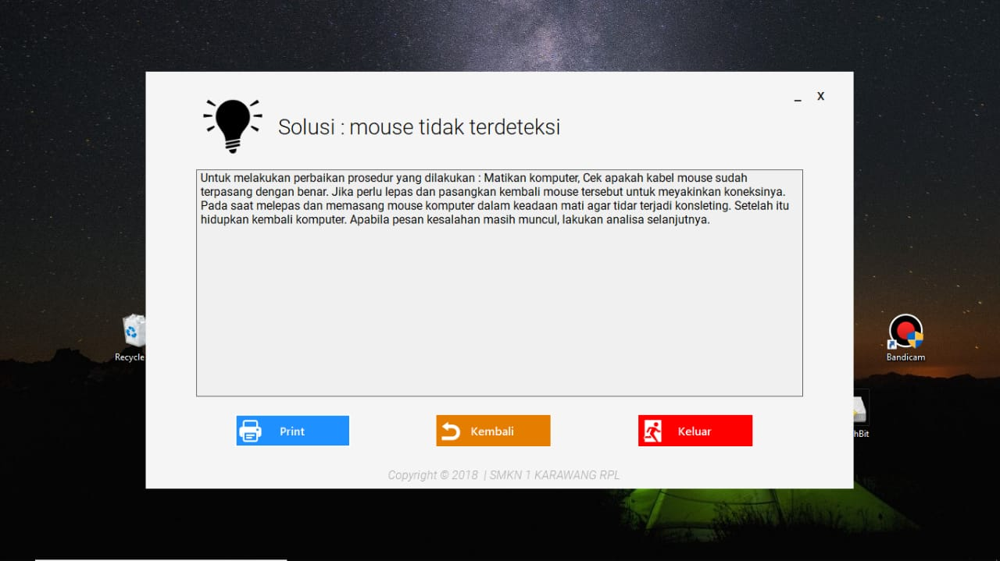 _ X
Solusi : mouse tidak terdeteksi
Untuk melakukan perbaikan prosedur yang dilakukan : Matikan komputer, Cek apakah kabel mouse sudah
terpasang dengan benar. Jika perlu lepas dan pasangkan kembali mouse tersebut untuk meyakinkan koneksinya.
Pada saat melepas dan memasang mouse komputer dalam keadaan mati agar tidar terjadi konsleting. Setelah itu
hidupkan kembali komputer. Apabila pesan kesalahan masih muncul, lakukan analisa selanjutnya.
Recycle
Bandicam
hBit
Print
Kembali
Keluar
Copyright © 2018 | SMKN 1 KARAWANG RPL